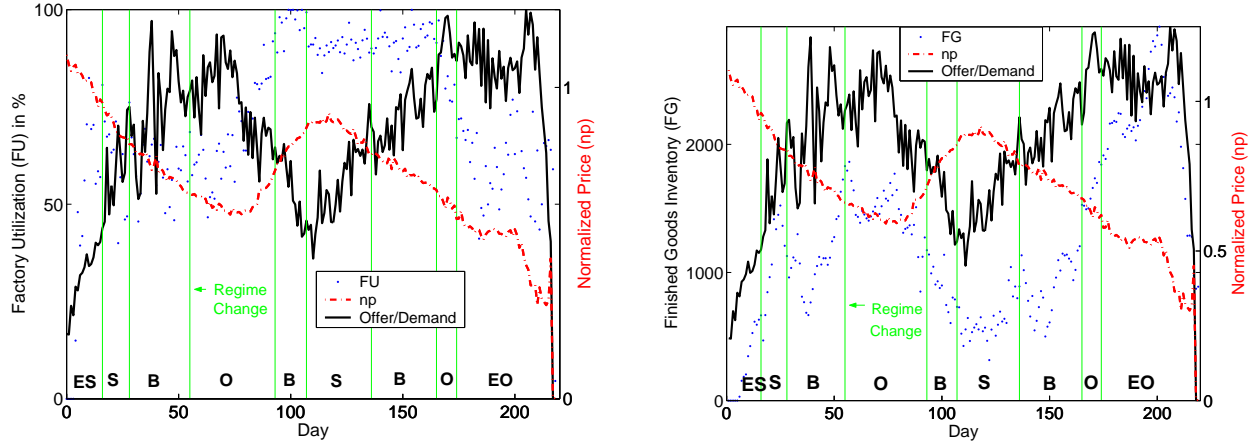 100
50
0
Factory Utilization (FU) in %
1
0
Normalized Price (np)
FU
np
Offer/Demand
Regime
Change
ES S B O B S B O EO
0 50 100 150 200
Day
2000
1000
0
Finished Goods Inventory (FG)
1
0.5
0
Normalized Price (np)
FG
np
Offer/Demand
Regime
Change
ES S B O B S B O EO
0 50 100 150 200
Day